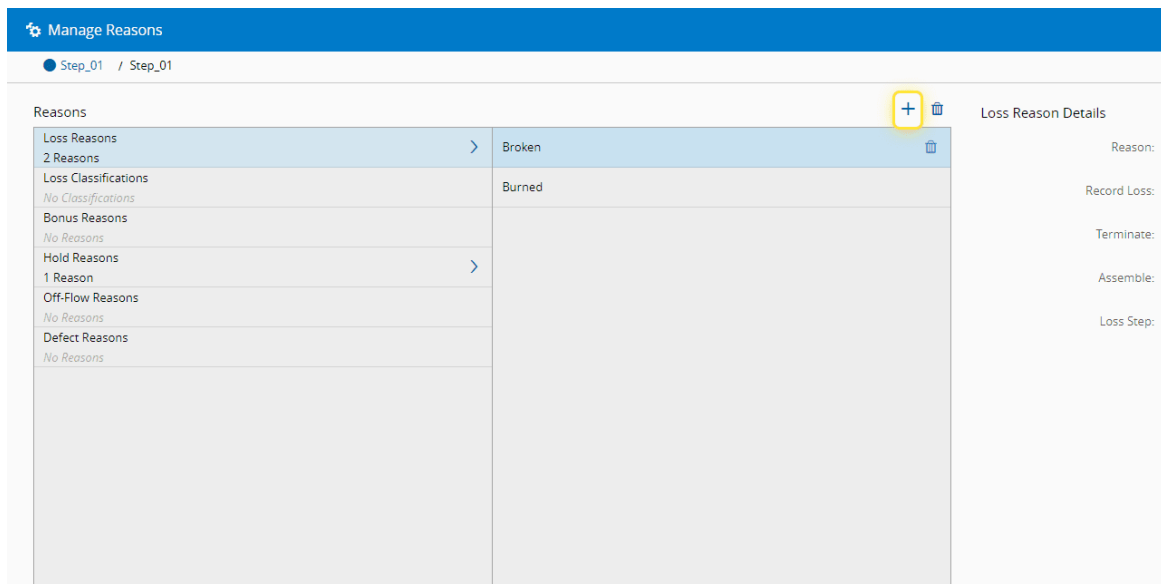 Manage Reasons
Step_01 / Step_01
Reasons
Loss Reasons
2 Reasons
Loss Classifications
No Classifications
Bonus Reasons
No Reasons
Hold Reasons
1 Reason
Off-Flow Reasons
No Reasons
Defect Reasons
No Reasons
Broken
Burned
Loss Reason Details
Reason:
Record Loss:
Terminate:
Assemble:
Loss Step: